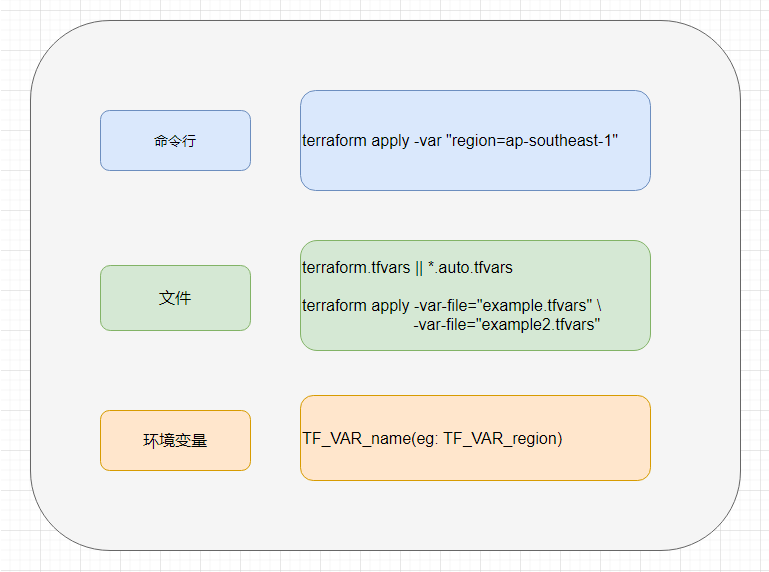 命令行
terraform apply -var "region=ap-southeast-1"
文件
terraform.tfvars || *.auto.tfvars
terraform apply -var-file="example.tfvars" \
-var-file="example2.tfvars"
环境变量
TF_VAR_name(eg: TF_VAR_region)